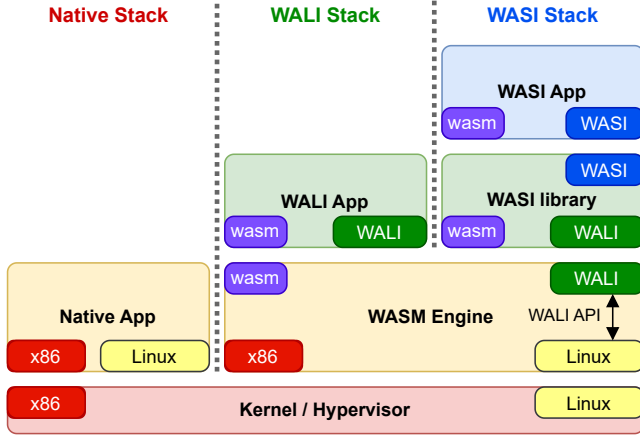 Native Stack
WALI Stack
WASI Stack
WASI App
wasm
WASI
WASI
WALI App
WASI library
wasm
WALI
wasm
WALI
wasm
WALI
Native App
WASM Engine
WALI API
x86
Linux
x86
Linux
x86
Linux
Kernel / Hypervisor